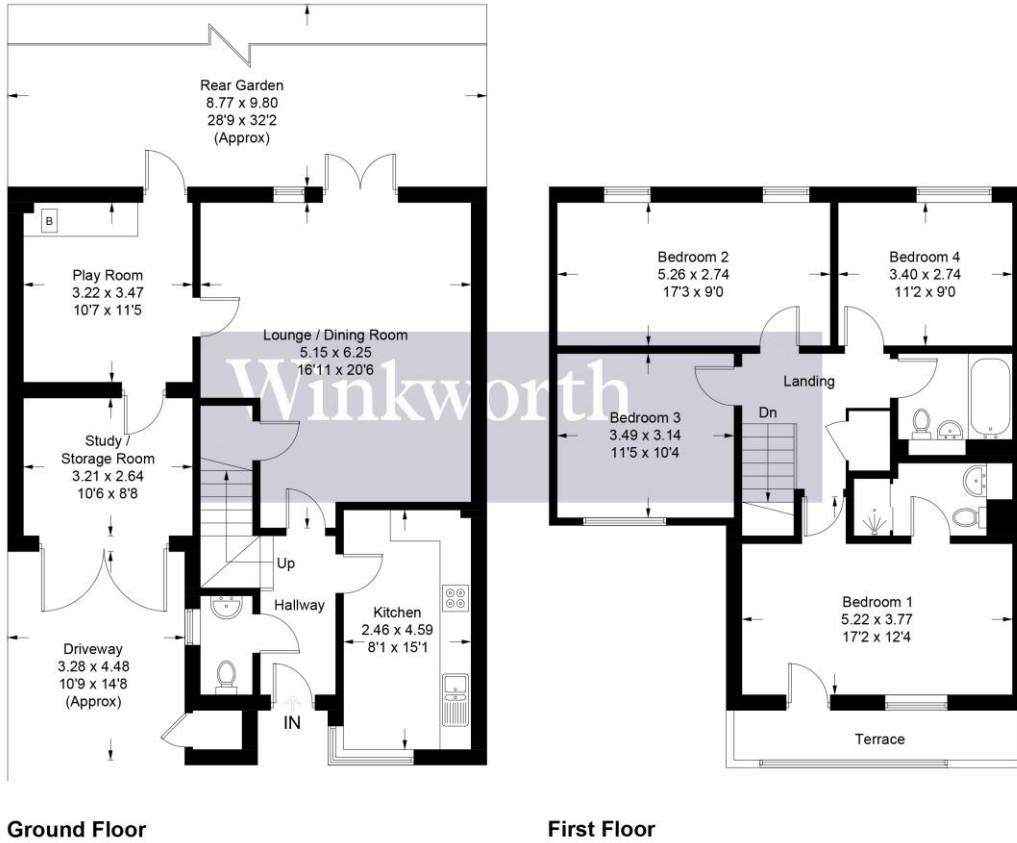 Rear Garden
8.77 x 9.80
28'9 x 32'2
(Approx)
B
Play Room
3.22 x 3.47
10'7 x 11'5
Lounge / Dining Room
5.15 x 6.25
16'11 x 20'6
Study /
Storage Room
3.21 x 2.64
10'6 x 8'8
Up
Hallway
Kitchen
2.46 x 4.59
8'1 x 15'1
Driveway
3.28 x 4.48
10'9 x 14'8
(Approx)
IN
Ground Floor
Bedroom 2
5.26 x 2.74
17'3 x 9'0
Bedroom 4
3.40 x 2.74
11'2 x 9'0
Landing
Dn
Bedroom 3
3.49 x 3.14
11'5 x 10'4
Bedroom 1
5.22 x 3.77
17'2 x 12'4
Terrace
First Floor
Winkworth